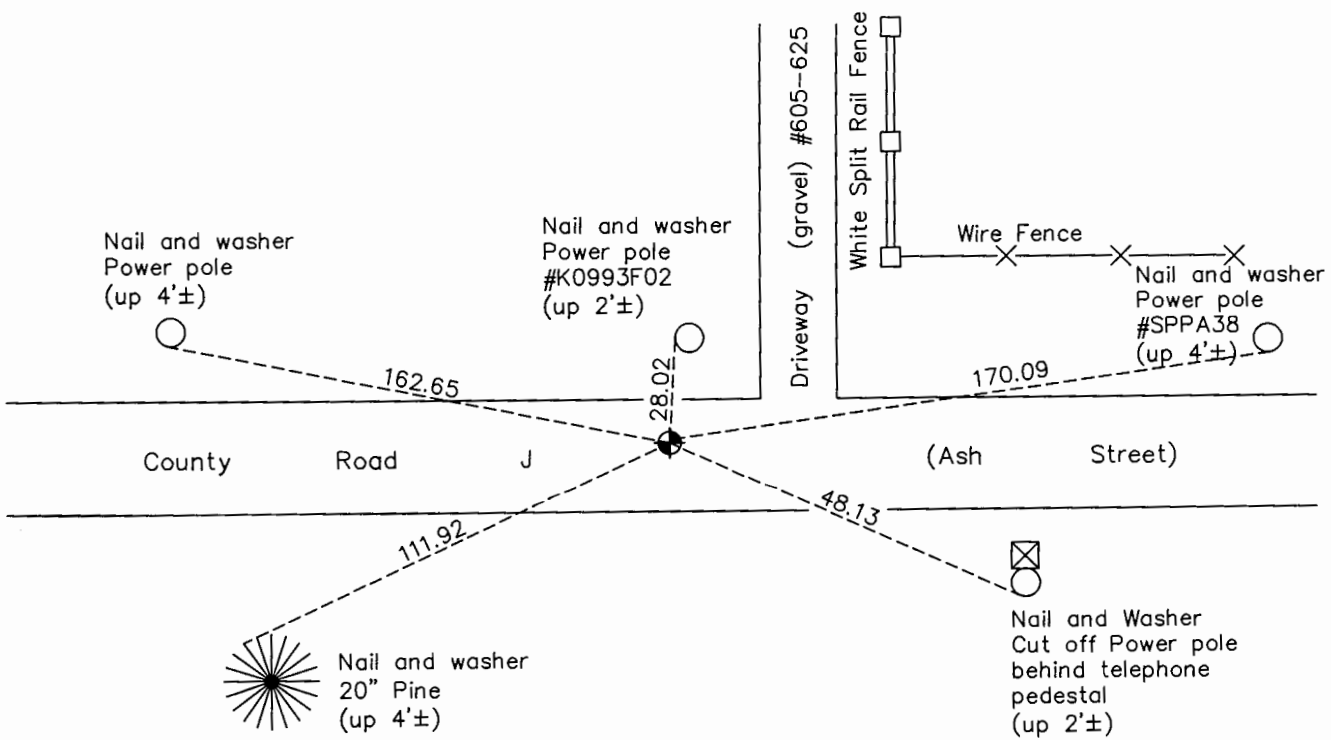 Driveway (gravel) #605-625
White Split Rail Fence
Nail and washer
Power pole
(up 4'±)
Nail and washer
Power pole
#K0993F02
(up 2'±)
Wire Fence
Nail and washer
Power pole
#SPPA38
(up 4'±)
162.65
28.02
170.09
County Road J (Ash Street)
111.92
48.13
Nail and washer
20" Pine
(up 4'±)
Nail and Washer
Cut off Power pole
behind telephone
pedestal
(up 2'±)